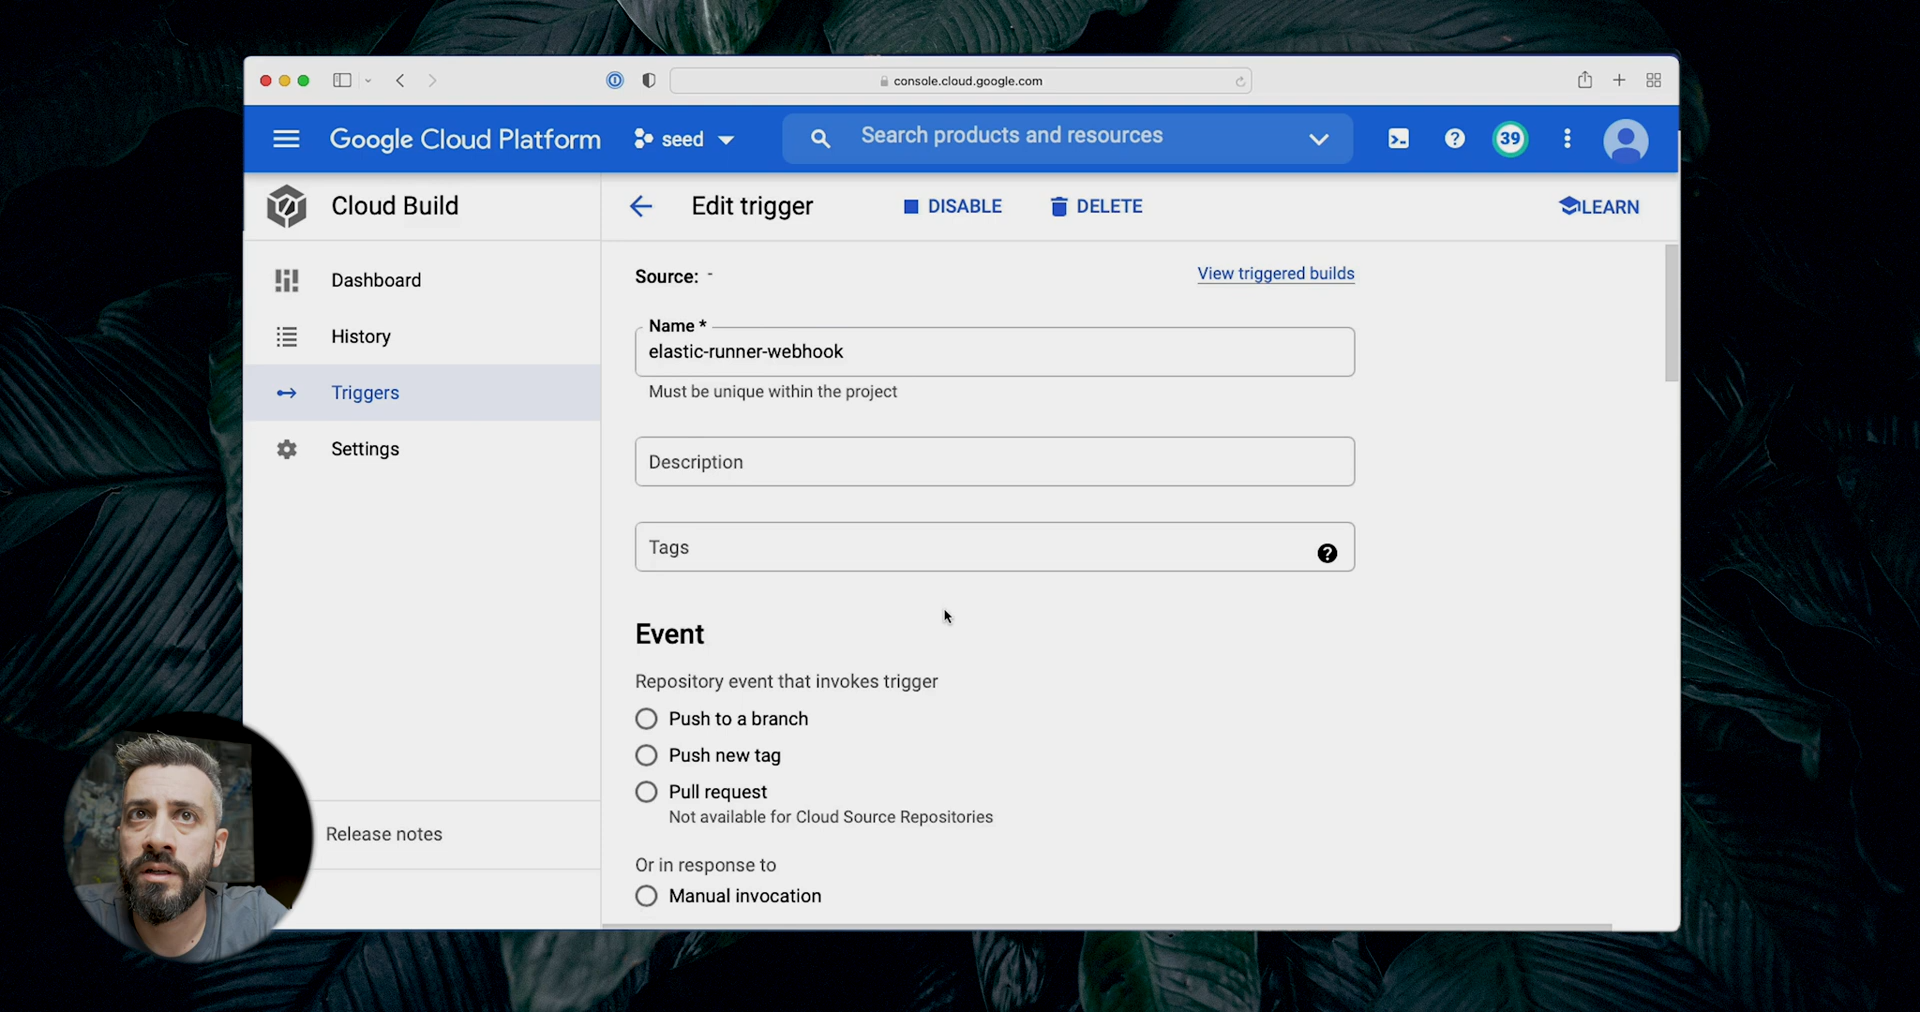 console.cloud.google.com
Google Cloud Platform
seed
Search products and resources
39
Cloud Build
Edit trigger
DISABLE
DELETE
LEARN
Dashboard
History
Triggers
Settings
Release notes
Source: -
View triggered builds
Name *
elastic-runner-webhook
Must be unique within the project
Description
Tags
Event
Repository event that invokes trigger
Push to a branch
Push new tag
Pull request
Not available for Cloud Source Repositories
Or in response to
Manual invocation